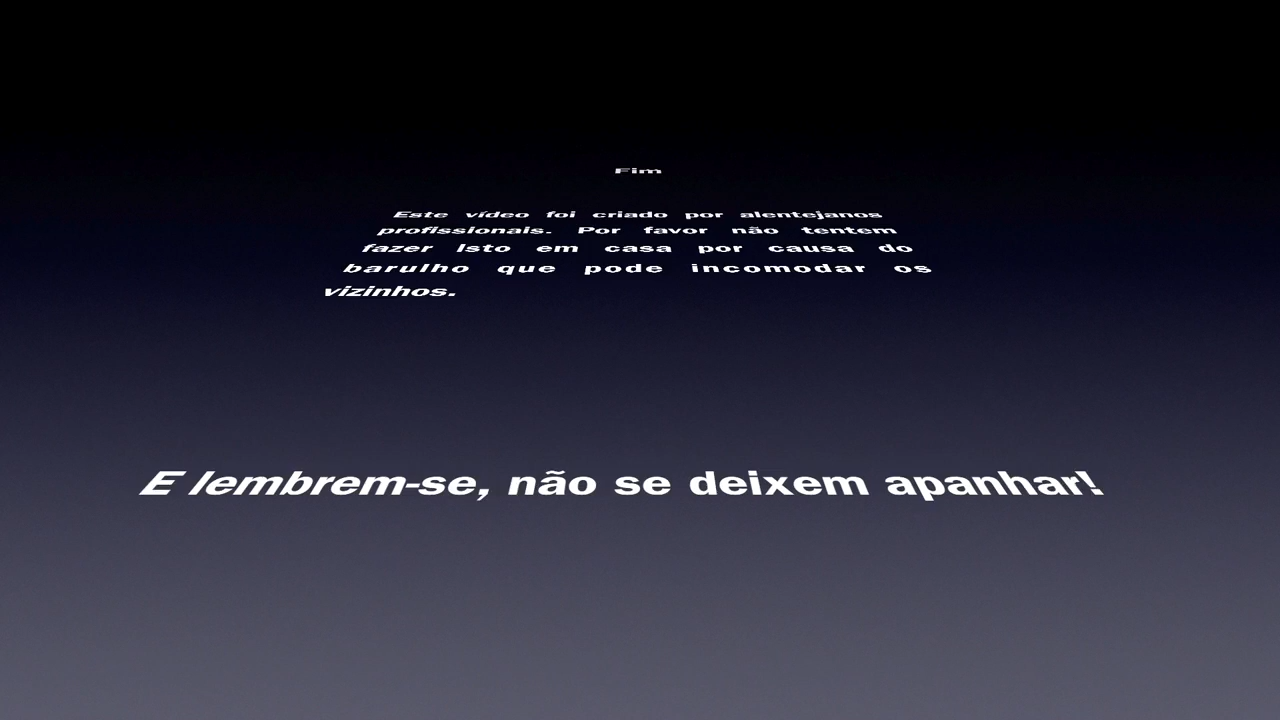 Fim
Este vídeo foi criado por alentejanos
profissionais. Por favor não tentem
fazer Isto em casa por causa do
barulho que pode incomodar os
vizinhos.
E lembrem-se, não se deixem apanhar!